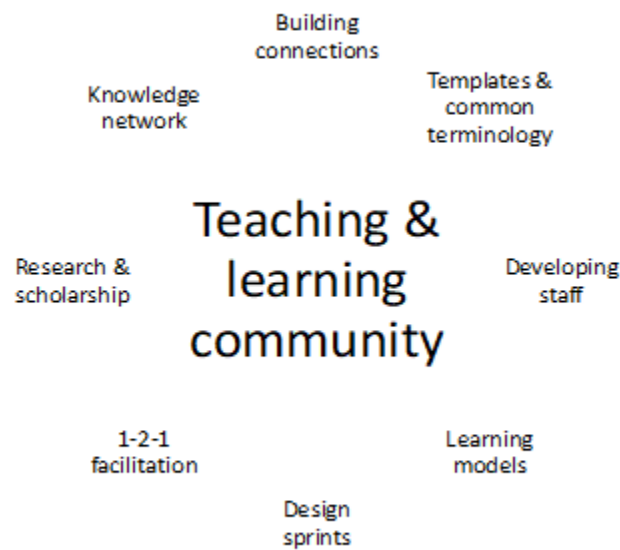 Building
connections
Knowledge
network
Templates &
common
terminology
Teaching &
learning
community
Research &
scholarship
Developing
staff
1-2-1
facilitation
Learning
models
Design
sprints